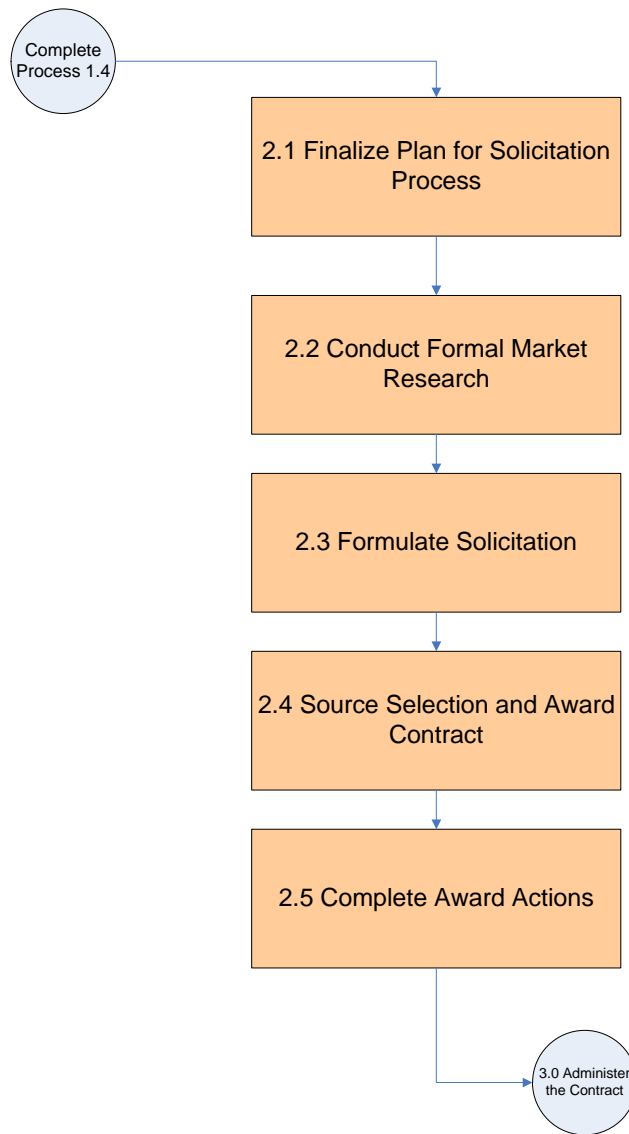 Complete
Process 1.4
2.1 Finalize Plan for Solicitation
Process
2.2 Conduct Formal Market
Research
2.3 Formulate Solicitation
2.4 Source Selection and Award
Contract
2.5 Complete Award Actions
3.0 Administer
the Contract